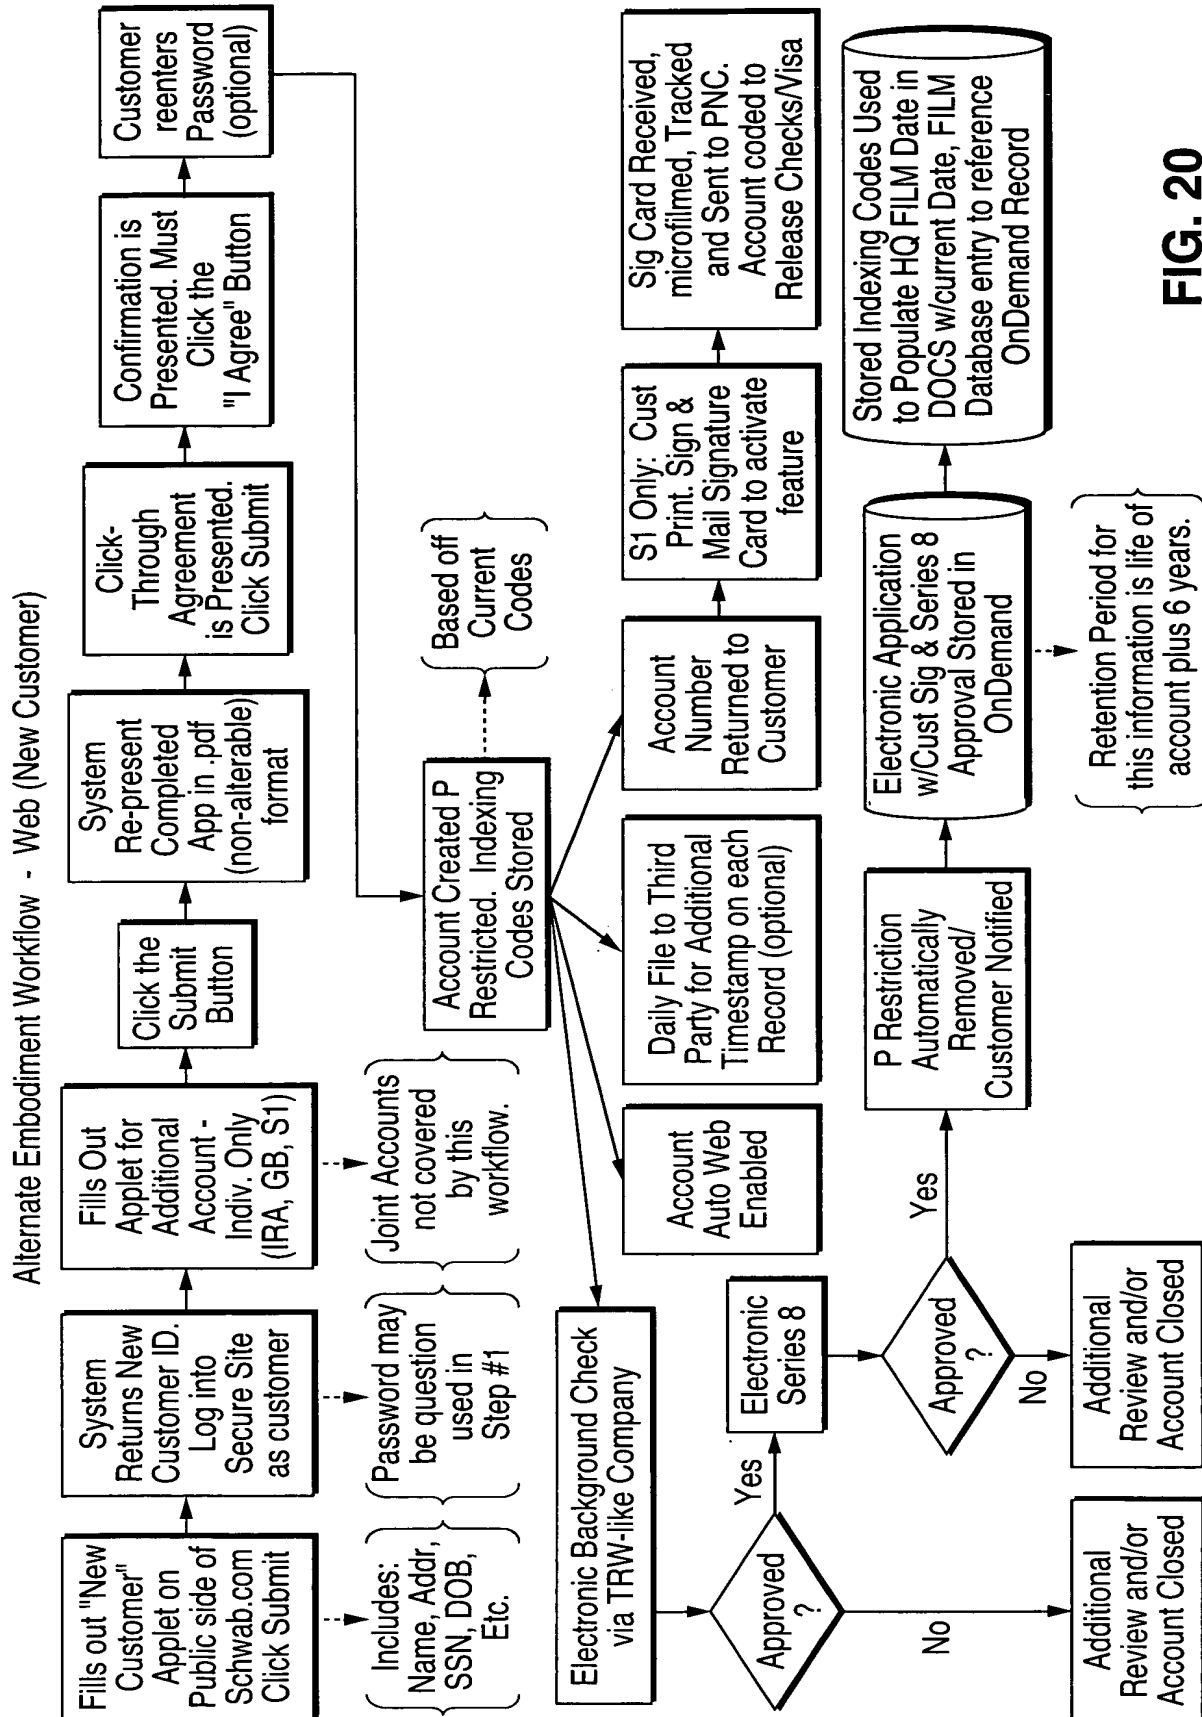 Alternate Embodiment Workflow - Web (New Customer)
Fills out "New
Customer"
Applet on
Public side of
Schwab.com
Click Submit
System
Returns New
Customer ID.
Log into
Secure Site
as customer
Fills Out
Applet for
Additional
Account -
Indiv. Only
(IRA, GB, S1)
Click the
Submit
Button
System
Re-present
Completed
App in .pdf
(non-alterable)
format
Click-
Through
Agreement
is Presented.
Click Submit
Confirmation is
Presented. Must
Click the
"I Agree" Button
Customer
reenters
Password
(optional)
Includes:
Name, Addr,
SSN, DOB,
Etc.
Password may
be question
used in
Step #1
Joint Accounts
not covered
by this
workflow.
Account Created P
Restricted. Indexing
Codes Stored
Based off
Current
Codes
Electronic Background Check
via TRW-like Company
Account
Auto Web
Enabled
Daily File to Third
Party for Additional
Timestamp on each
Record (optional)
Account
Number
Returned to
Customer
S1 Only: Cust
Print. Sign &
Mail Signature
Card to activate
feature
Sig Card Received,
microfilmed, Tracked
and Sent to PNC.
Account coded to
Release Checks/Visa
Approved
?
Yes
No
Electronic
Series 8
Approved
?
Yes
No
P Restriction
Automatically
Removed/
Customer Notified
Electronic Application
w/Cust Sig & Series 8
Approval Stored in
OnDemand
Stored Indexing Codes Used
to Populate HQ FILM Date in
DOCS w/current Date, FILM
Database entry to reference
OnDemand Record
Additional
Review and/or
Account Closed
Additional
Review and/or
Account Closed
Retention Period for
this information is life of
account plus 6 years.
FIG. 20